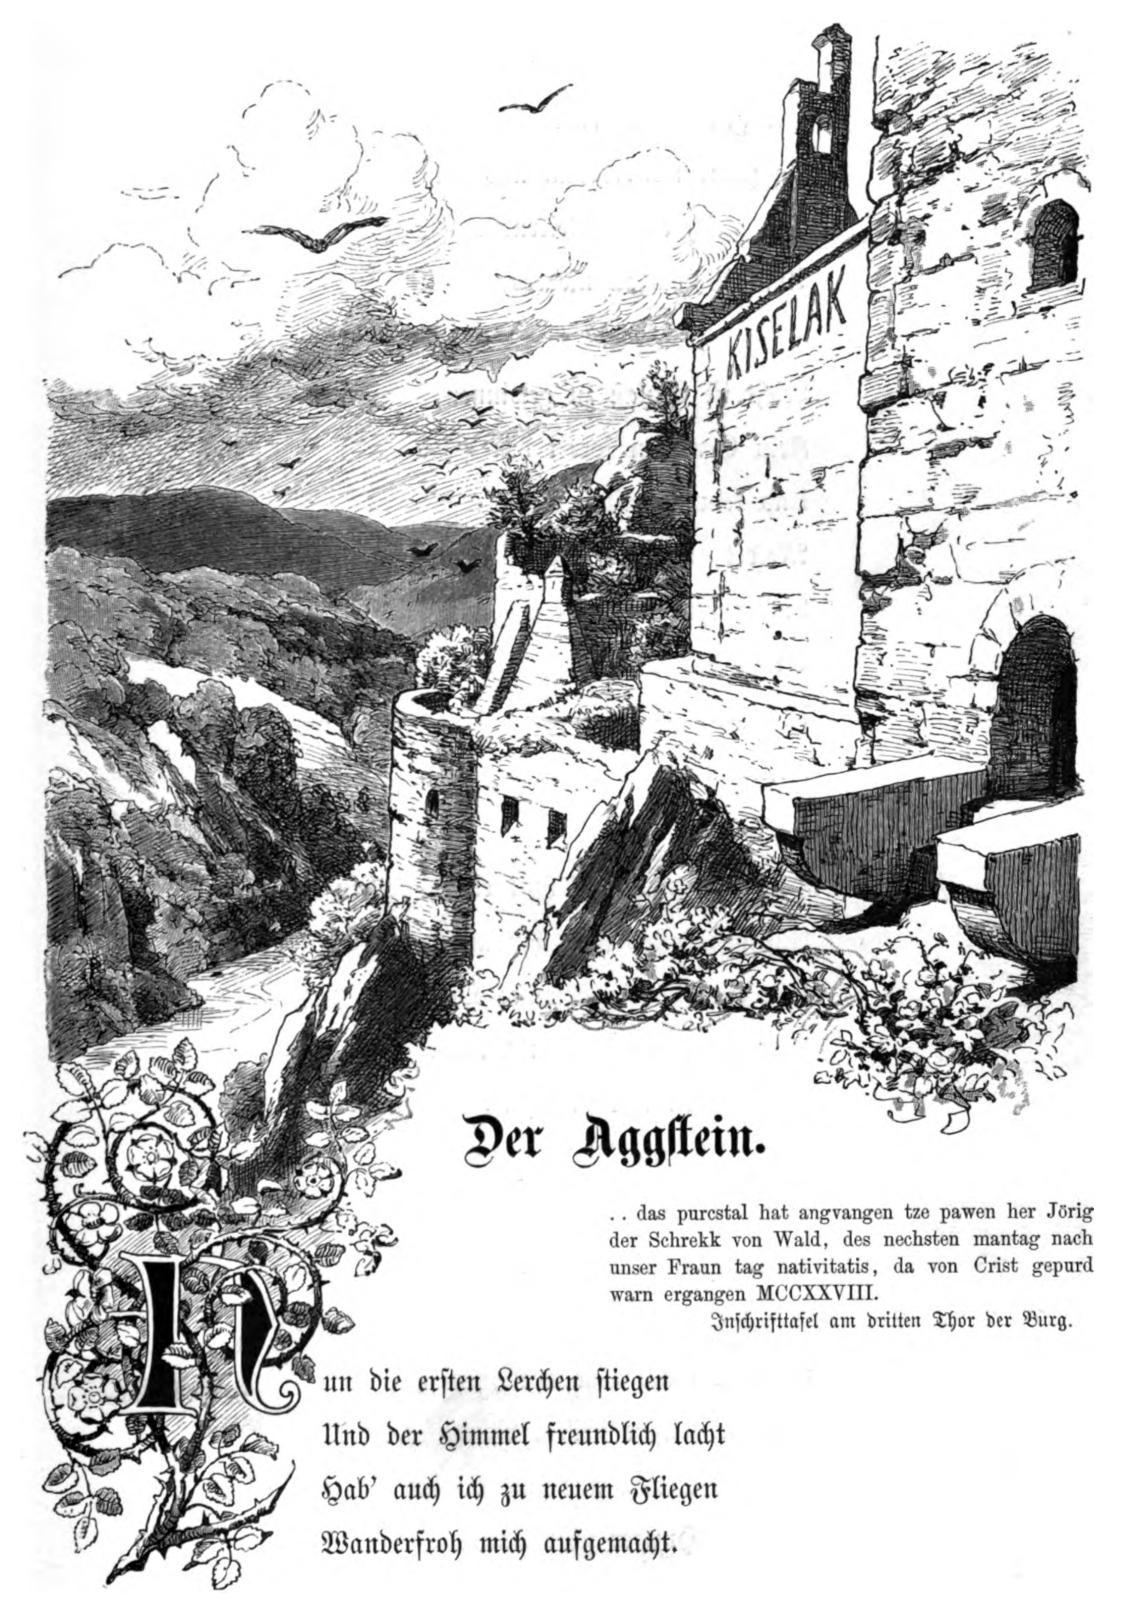 KISELAK
Der Aggstein.
.. das purcstal hat angvangen tze pawen her Jörig
der Schrekk von Wald, des nechsten mantag nach
unser Fraun tag nativitatis, da von Crist gepurd
warn ergangen MCCXXVIII.
Inschrifttafel am dritten Thor der Burg.
Nun die ersten Lerchen stiegen
Und der Himmel freundlich lacht
Hab' auch ich zu neuem Fliegen
Wanderfroh mich aufgemacht.